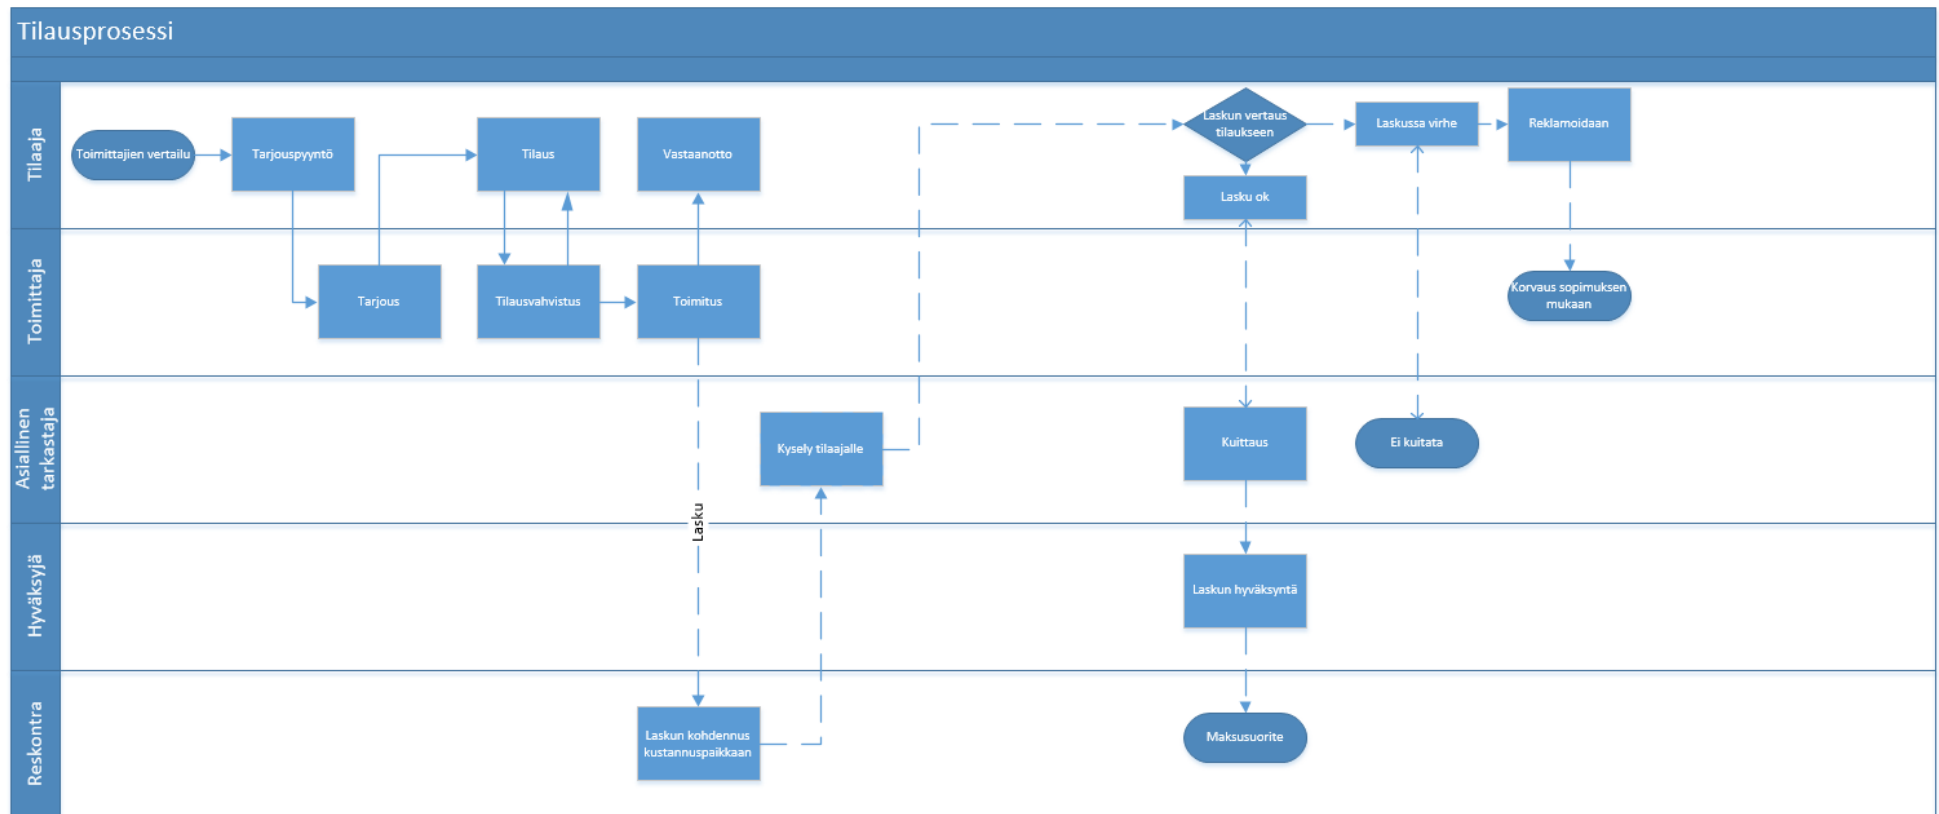 Tilausprosessi
Tilaaja
Toimittajien vertailu
Tarjouspyyntö
Tilaus
Vastaanotto
Laskun vertaus
tilaukseen
Laskussa virhe
Reklamoidaan
Lasku ok
Toimittaja
Tarjous
Tilausvahvistus
Toimitus
Korvaus sopimuksen
mukaan
Asiallinen
tarkastaja
Kysely tilaajalle
Kuittaus
Ei kuitata
Lasku
Hyväksyjä
Laskun hyväksyntä
Reskontra
Laskun kohdennus
kustannuspaikkaan
Maksusuorite